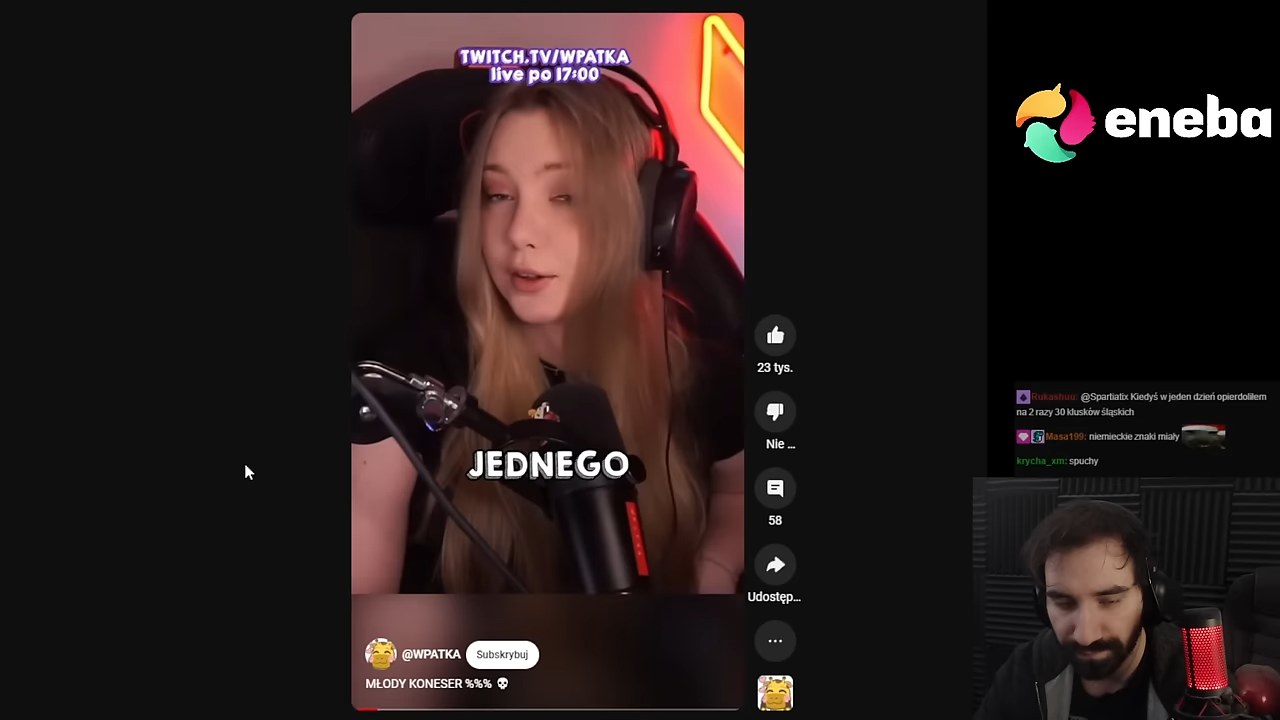 TWITCH.TV/WPATKA
live po 17:00
eneba
23 tys.
Nie ...
58
Udostęp...
JEDNEGO
@WPATKA
Subskrybuj
MŁODY KONESER %%% 💀
Rukashuu: @Spartiatix Kiedyś w jeden dzień opierdoliłem
na 2 razy 30 klusków śląskich
Masa199: niemieckie znaki miały
krycha_xm: spuchy